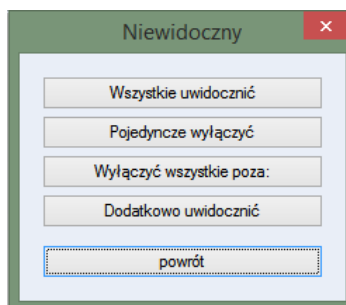 Niewidoczny
Wszystkie uwidocznić
Pojedyncze wyłączyć
Wyłączyć wszystkie poza:
Dodatkowo uwidocznić
powrót